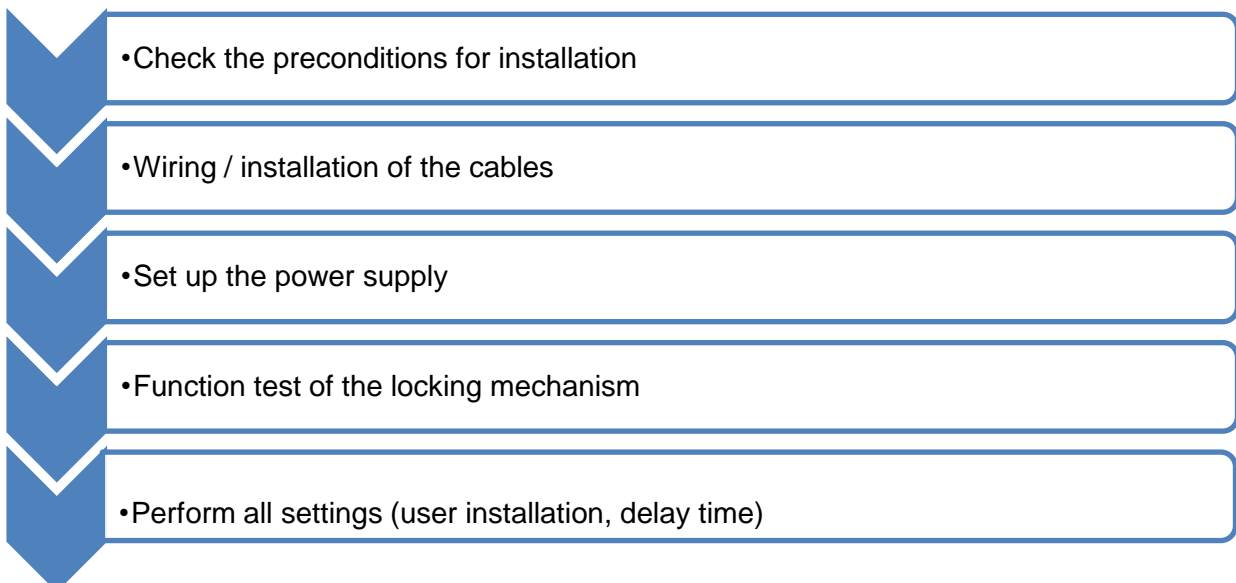 •Check the preconditions for installation
•Wiring / installation of the cables
•Set up the power supply
•Function test of the locking mechanism
•Perform all settings (user installation, delay time)